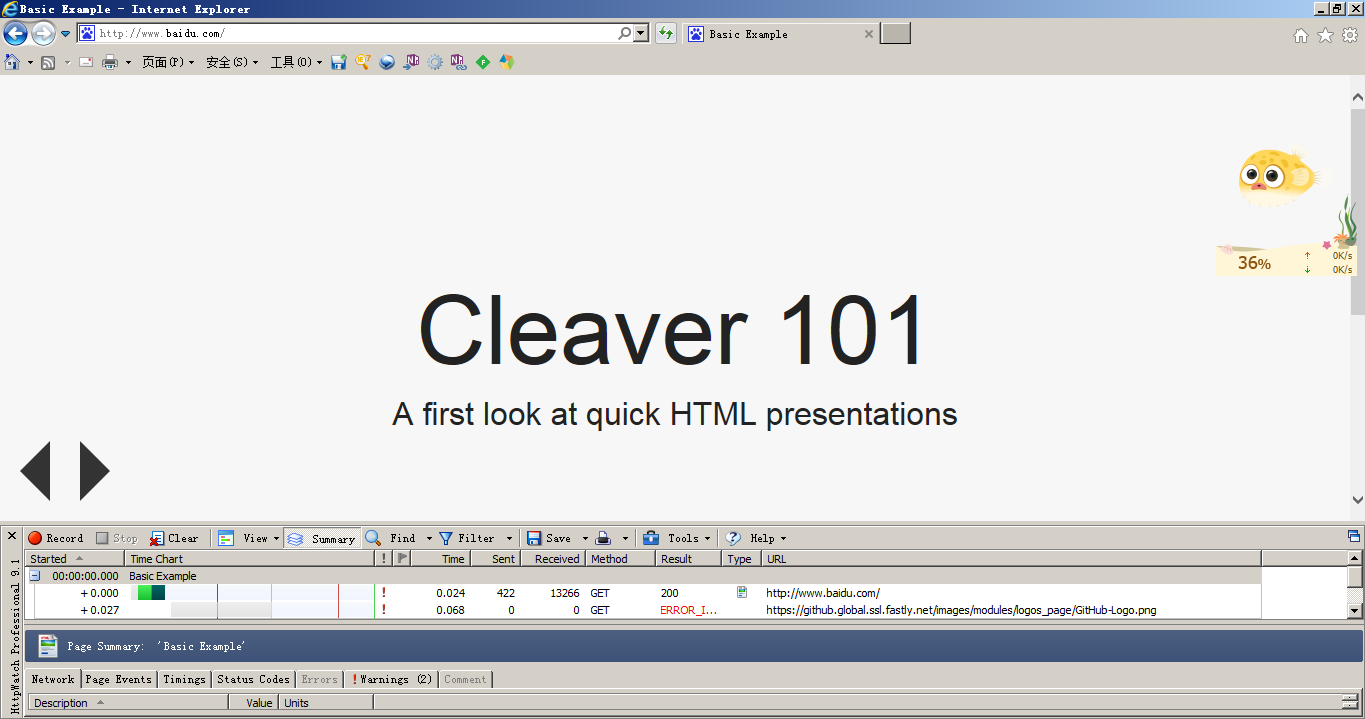 Basic Example - Internet Explorer
http://www.baidu.com/
Basic Example
页面(P) 安全(S) 工具(O)
36%
↑ 0K/s
↓ 0K/s
Cleaver 101
A first look at quick HTML presentations
Record Stop Clear View Summary Find Filter Save Tools Help
Started Time Chart ! Time Sent Received Method Result Type URL
00:00:00.000 Basic Example
+ 0.000 ! 0.024 422 13266 GET 200 http://www.baidu.com/
+ 0.027 ! 0.068 0 0 GET ERROR_I... https://github.global.ssl.fastly.net/images/modules/logos_page/GitHub-Logo.png
HttpWatch Professional 9.1
Page Summary: 'Basic Example'
Network Page Events Timings Status Codes Errors !Warnings (2) Comment
Description Value Units